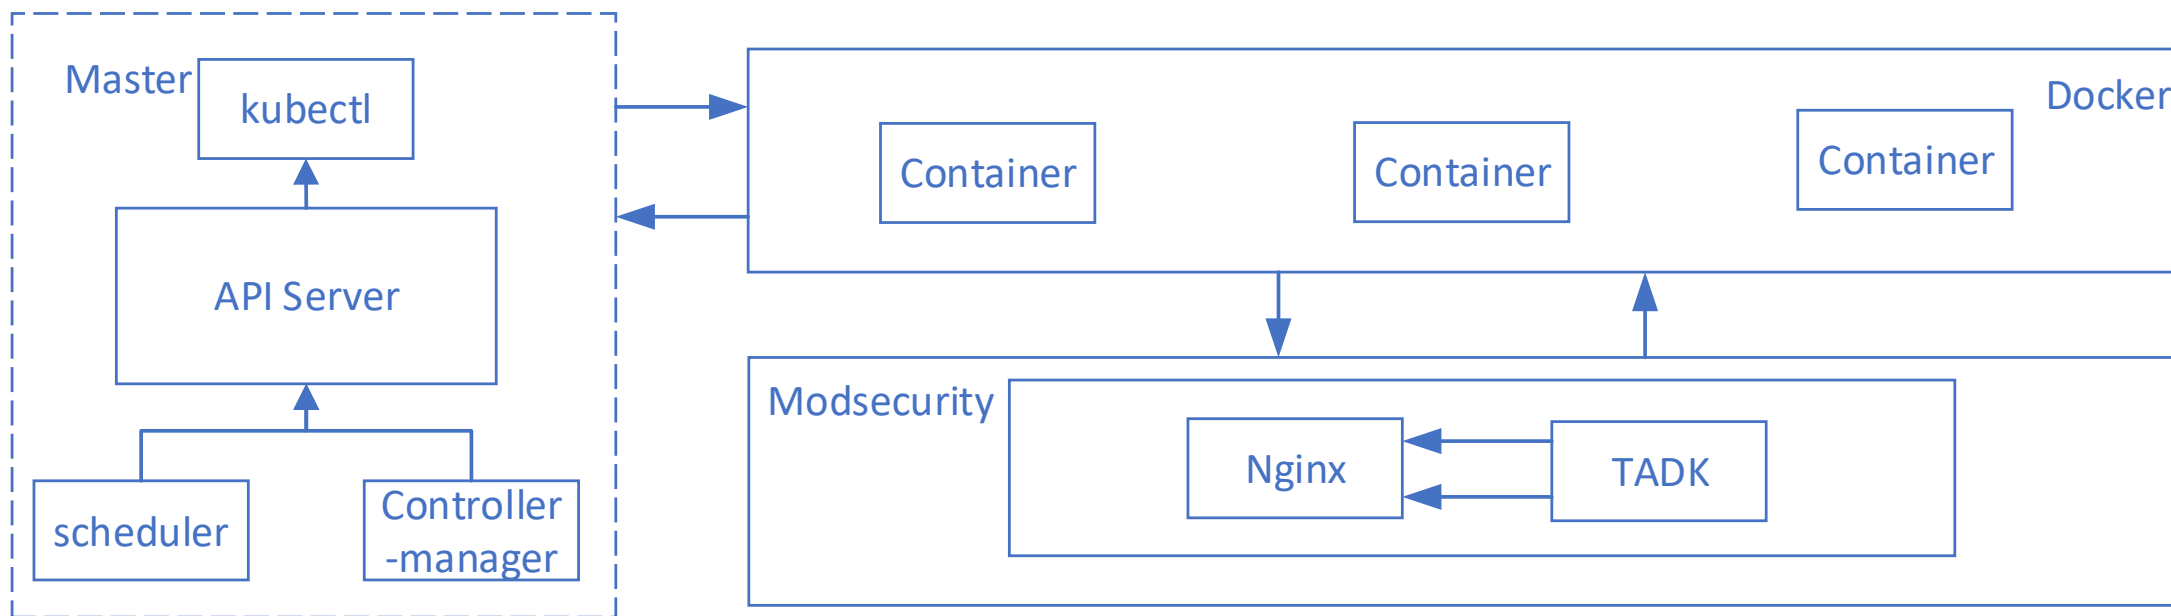 Master
kubectl
API Server
scheduler
Controller
-manager
Docker
Container
Container
Container
Modsecurity
Nginx
TADK